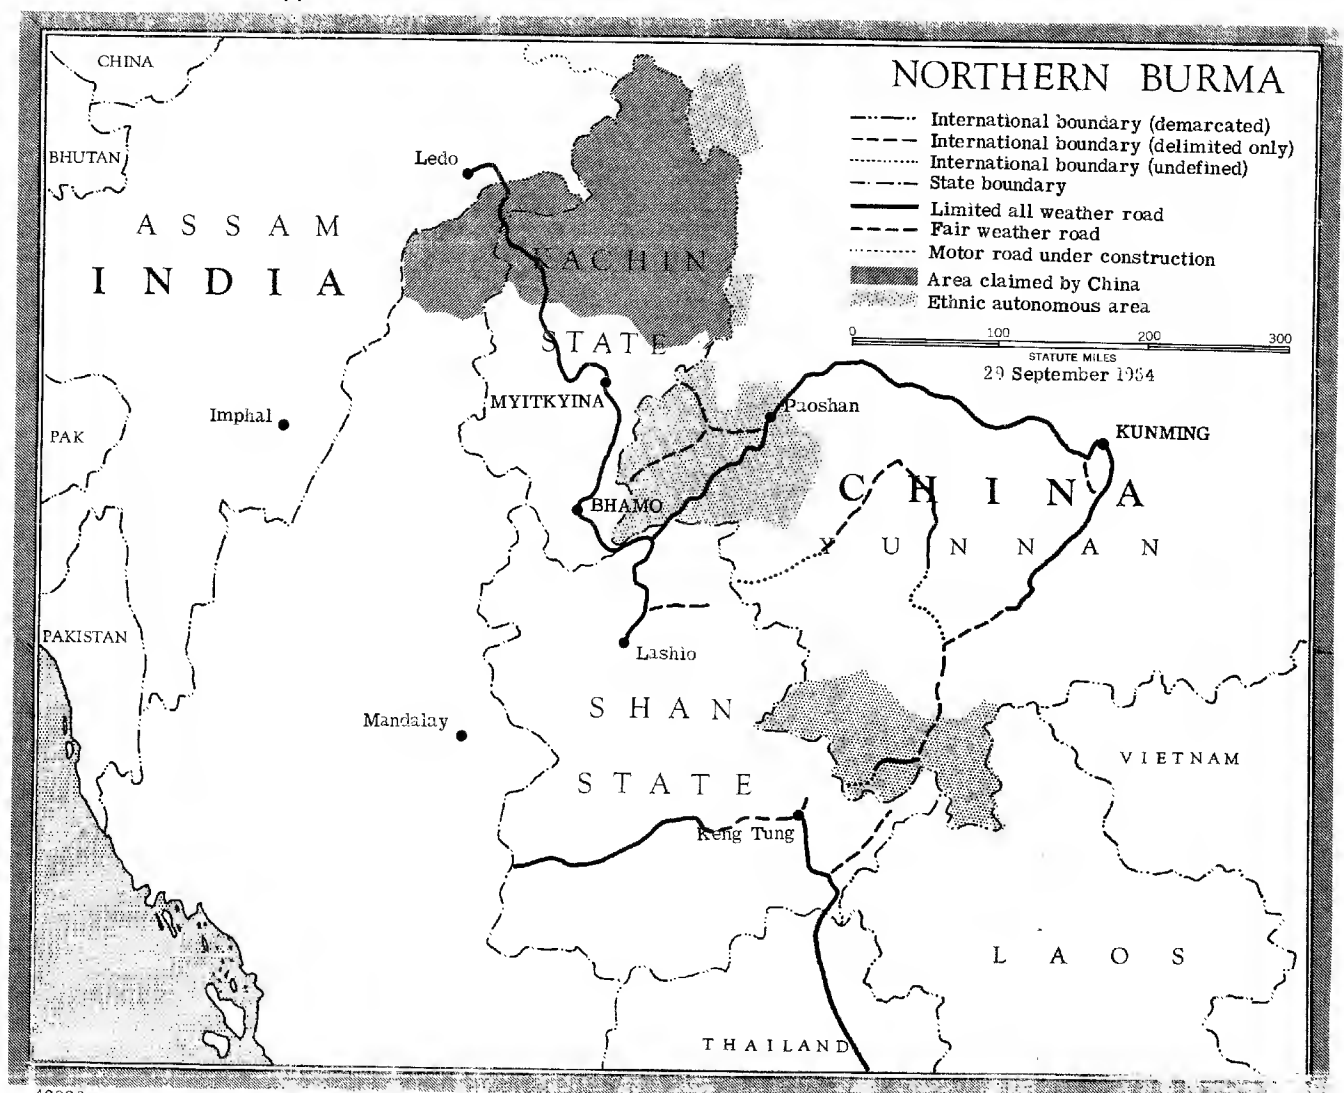 NORTHERN BURMA
International boundary (demarcated)
International boundary (delimited only)
International boundary (undefined)
State boundary
Limited all weather road
Fair weather road
Motor road under construction
Area claimed by China
Ethnic autonomous area
0 100 200 300
STATUTE MILES
29 September 1954
CHINA
BHUTAN
Ledo
ASSAM
INDIA
KACHIN
STATE
MYITKYINA
Paoshan
Imphal
PAK
KUNMING
CHINA
BHAMO
YUNNAN
PAKISTAN
Lashio
SHAN
Mandalay
VIETNAM
STATE
Keng Tung
LAOS
THAILAND